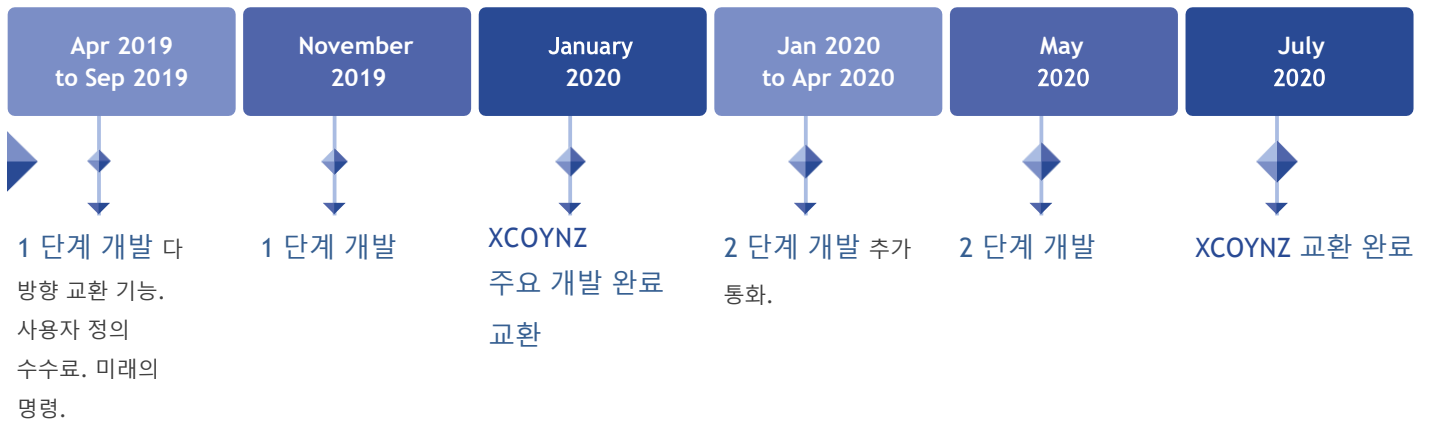 Apr 2019
to Sep 2019
November
2019
January
2020
Jan 2020
to Apr 2020
May
2020
July
2020
1 단계 개발 다
방향 교환 기능.
사용자 정의
수수료. 미래의
명령.
1 단계 개발
XCOYNZ
주요 개발 완료
교환
2 단계 개발 추가
통화.
2 단계 개발
XCOYNZ 교환 완료